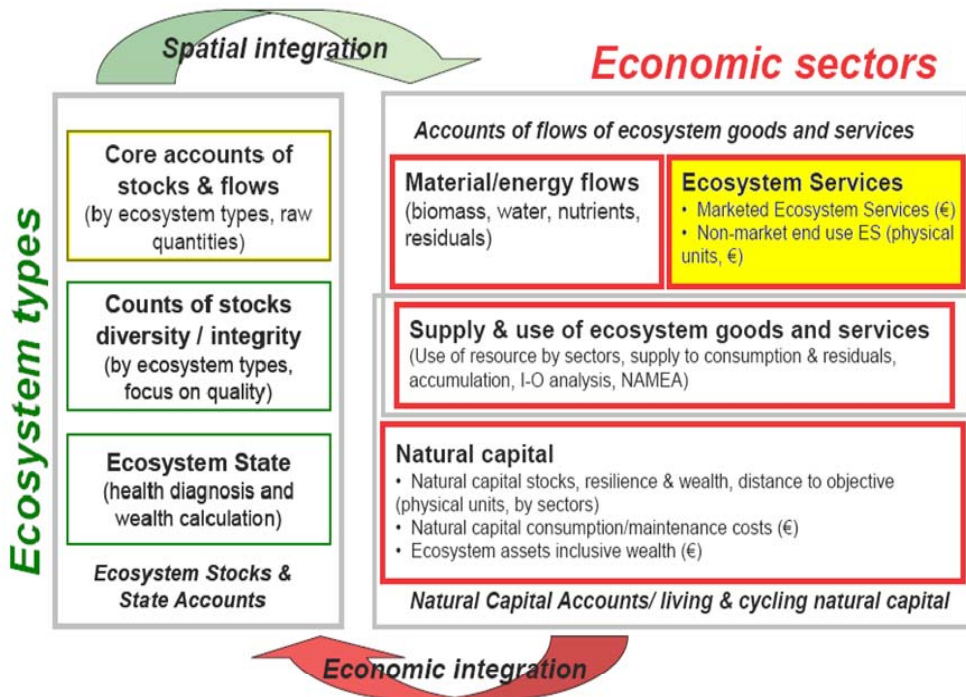 Spatial integration
Economic sectors
Ecosystem types
Core accounts of
stocks & flows
(by ecosystem types, raw
quantities)
Counts of stocks
diversity / integrity
(by ecosystem types,
focus on quality)
Ecosystem State
(health diagnosis and
wealth calculation)
Ecosystem Stocks &
State Accounts
Accounts of flows of ecosystem goods and services
Material/energy flows
(biomass, water, nutrients,
residuals)
Ecosystem Services
• Marketed Ecosystem Services (€)
• Non-market end use ES (physical
units, €)
Supply & use of ecosystem goods and services
(Use of resource by sectors, supply to consumption & residuals,
accumulation, I-O analysis, NAMEA)
Natural capital
• Natural capital stocks, resilience & wealth, distance to objective
(physical units, by sectors)
• Natural capital consumption/maintenance costs (€)
• Ecosystem assets inclusive wealth (€)
Natural Capital Accounts/ living & cycling natural capital
Economic integration